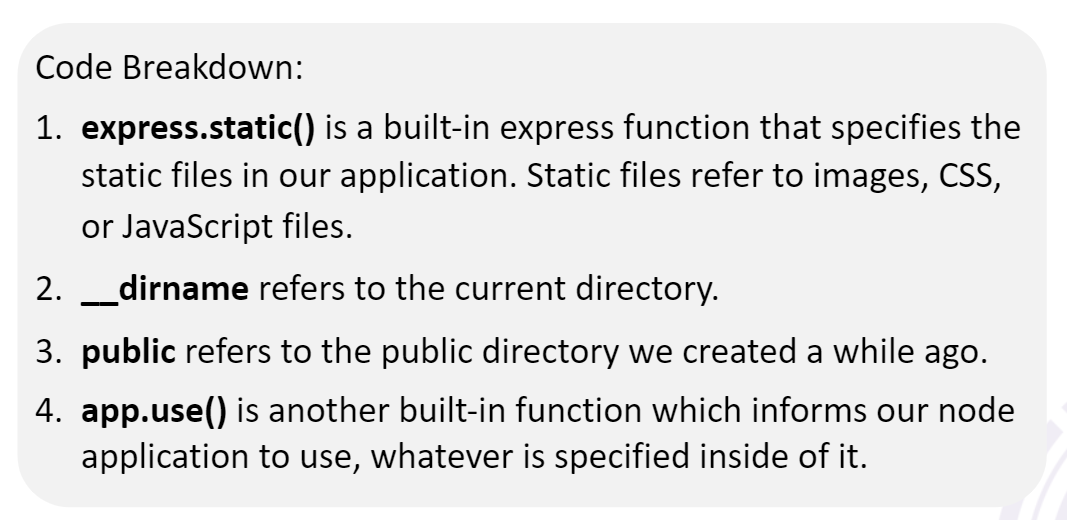 Code Breakdown:
1. express.static() is a built-in express function that specifies the
static files in our application. Static files refer to images, CSS,
or JavaScript files.
2. __dirname refers to the current directory.
3. public refers to the public directory we created a while ago.
4. app.use() is another built-in function which informs our node
application to use, whatever is specified inside of it.